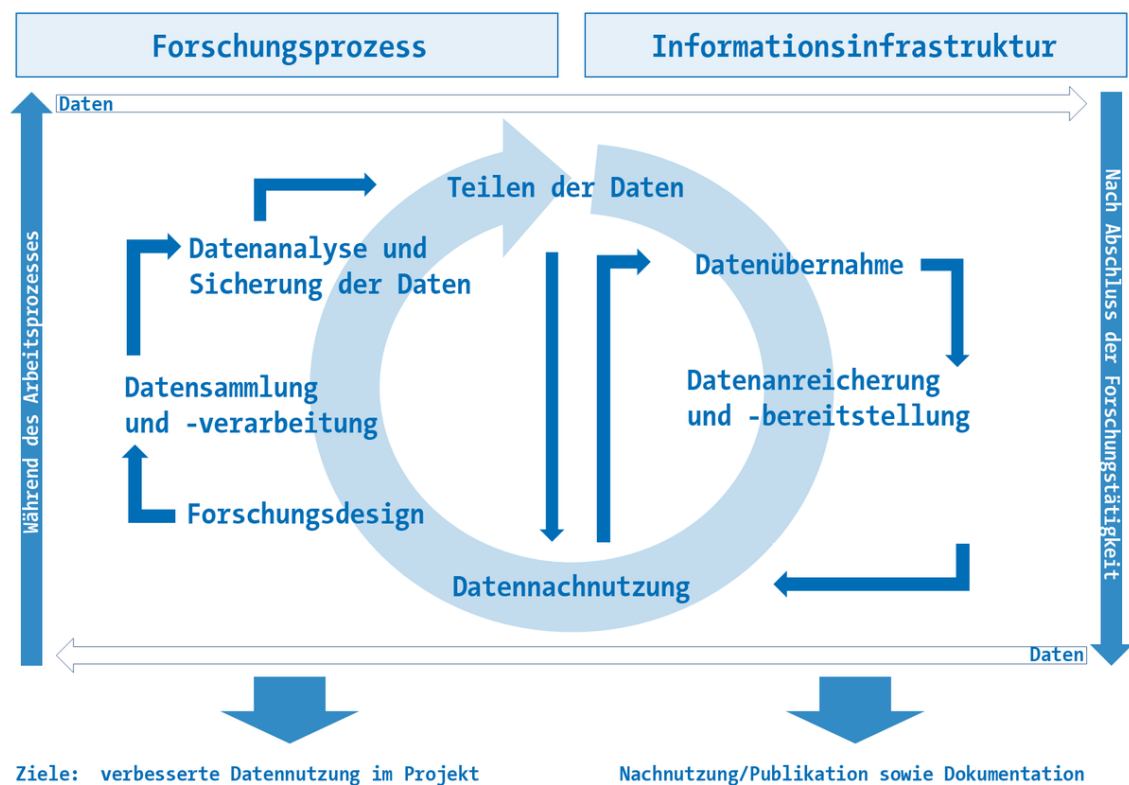 Forschungsprozess
Informationsinfrastruktur
Daten
Während des Arbeitsprozesses
Nach Abschluss der Forschungstätigkeit
Teilen der Daten
Datenanalyse und
Sicherung der Daten
Datenübernahme
Datensammlung
und -verarbeitung
Datenanreicherung
und -bereitstellung
Forschungsdesign
Datennachnutzung
Daten
Ziele: verbesserte Datennutzung im Projekt
Nachnutzung/Publikation sowie Dokumentation